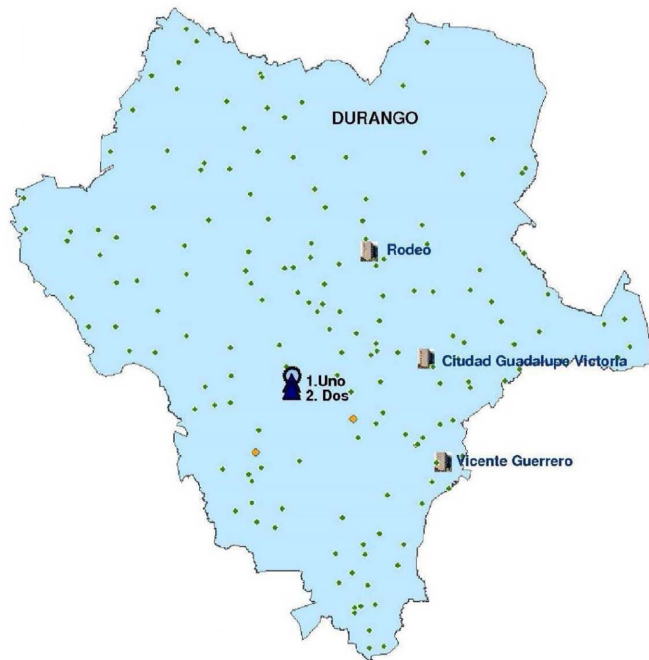 DURANGO
Rodeo
Ciudad Guadalupe Victoria
1.Uno
2. Dos
Vicente Guerrero